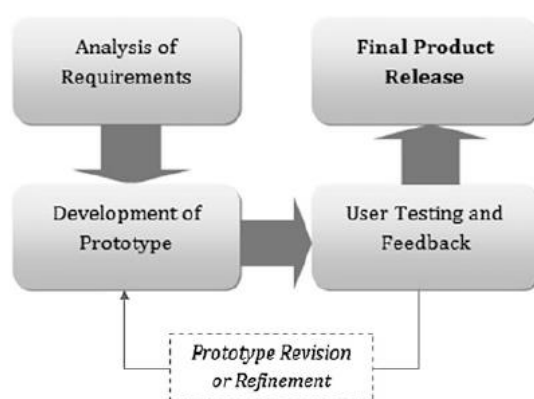 Analysis of
Requirements
Final Product
Release
Development of
Prototype
User Testing and
Feedback
Prototype Revision
or Refinement